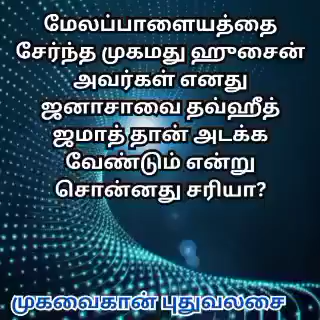 மேலப்பாளையத்தை
சேர்ந்த முகமது ஹுசைன்
அவர்கள் எனது
ஜனாசாவை தவ்ஹீத்
ஜமாத் தான் அடக்க
வேண்டும் என்று
சொன்னது சரியா?
முகவைகான் புதுவலசை